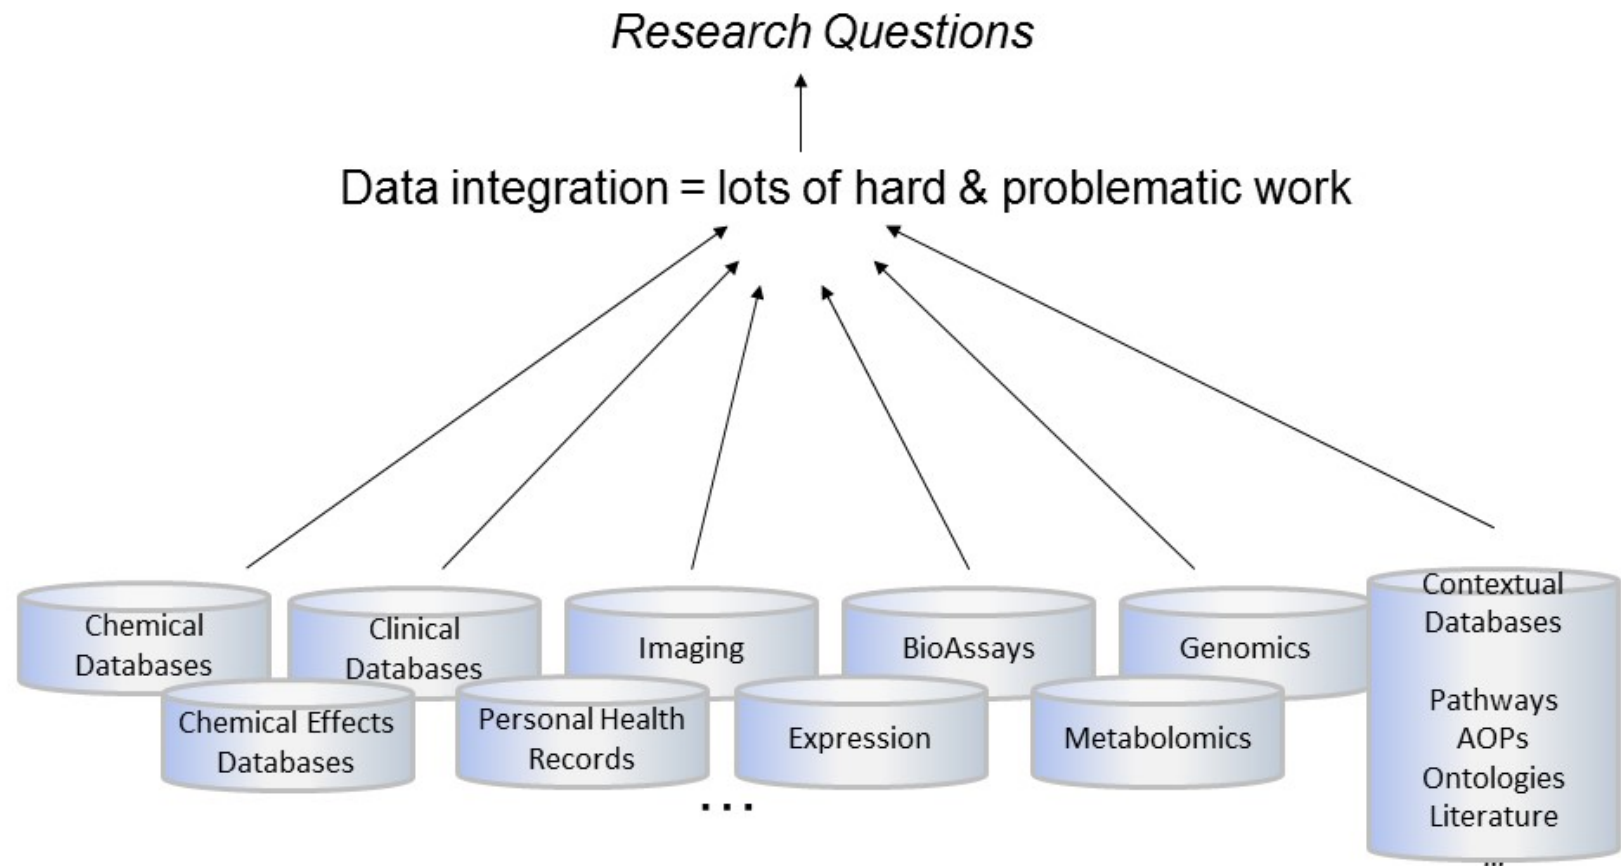 Research Questions
Data integration = lots of hard & problematic work
Chemical
Databases
Clinical
Databases
Imaging
BioAssays
Genomics
Contextual
Databases
Pathways
AOPs
Ontologies
Literature
...
Chemical Effects
Databases
Personal Health
Records
Expression
Metabolomics
...